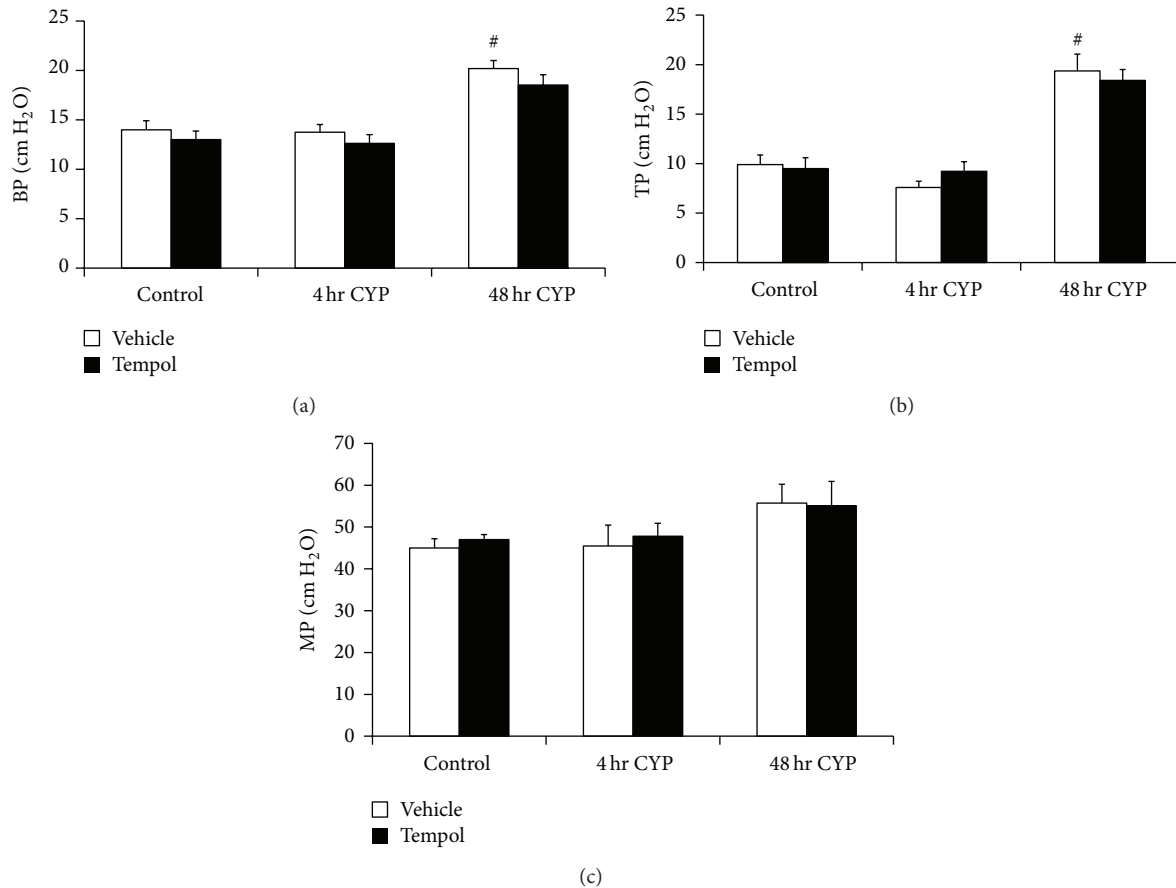 25
20
15
10
5
0
BP (cm H₂O)
#
Control
4 hr CYP
48 hr CYP
Vehicle
Tempol
(a)
25
20
15
10
5
0
TP (cm H₂O)
#
Control
4 hr CYP
48 hr CYP
Vehicle
Tempol
(b)
70
60
50
40
30
20
10
0
MP (cm H₂O)
Control
4 hr CYP
48 hr CYP
Vehicle
Tempol
(c)